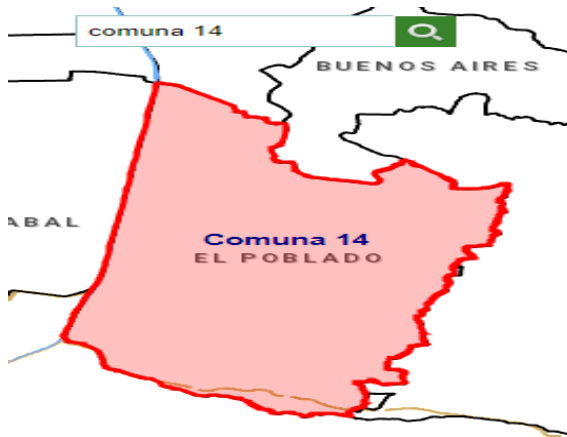 comuna 14
BUENOS AIRES
ABAL
Comuna 14
EL POBLADO